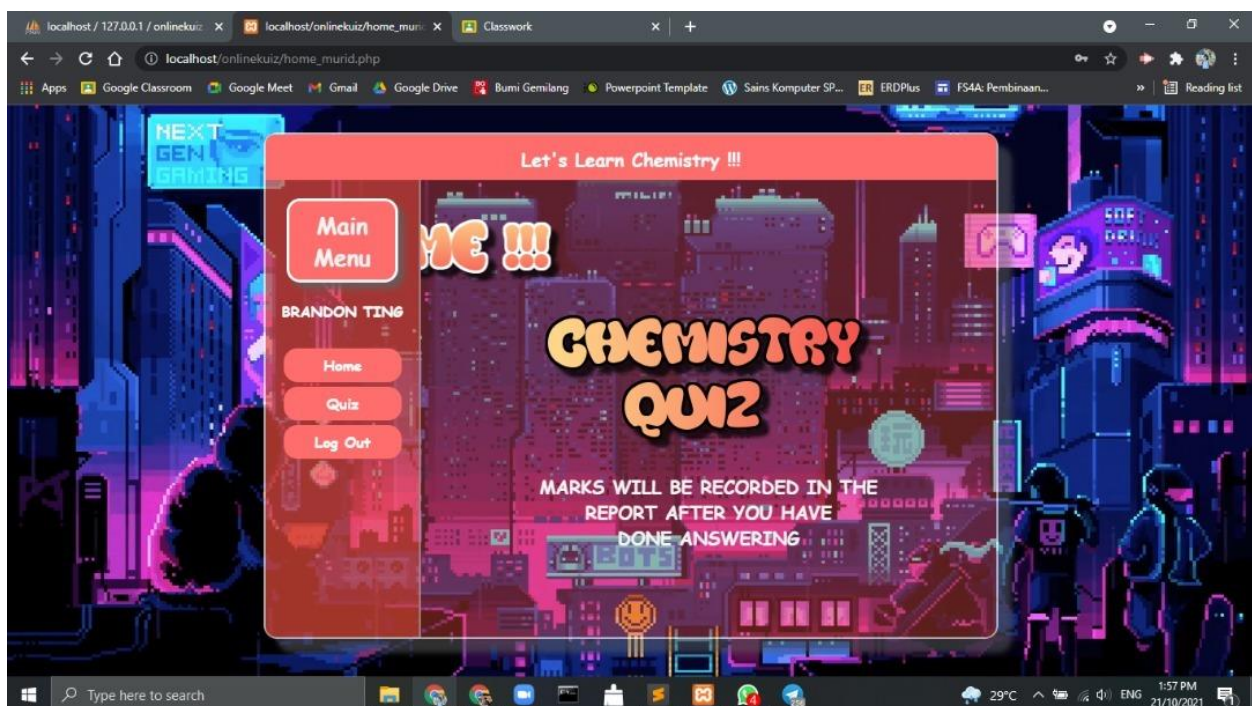 localhost / 127.0.0.1 / onlinekuiz
localhost/onlinekuiz/home_muri
Classwork
localhost/onlinekuiz/home_murid.php
Apps
Google Classroom
Google Meet
Gmail
Google Drive
Bumi Gemilang
Powerpoint Template
Sains Komputer SP...
ERDPlus
FS4A: Pembinaan...
»
Reading list
NEXT
GEN
GAMING
Let's Learn Chemistry !!!
Main
Menu
ME !!!
BRANDON TING
CHEMISTRY
QUIZ
Home
Quiz
Log Out
MARKS WILL BE RECORDED IN THE
REPORT AFTER YOU HAVE
DONE ANSWERING
BOTS
Type here to search
29°C
ENG
1:57 PM
21/10/2021